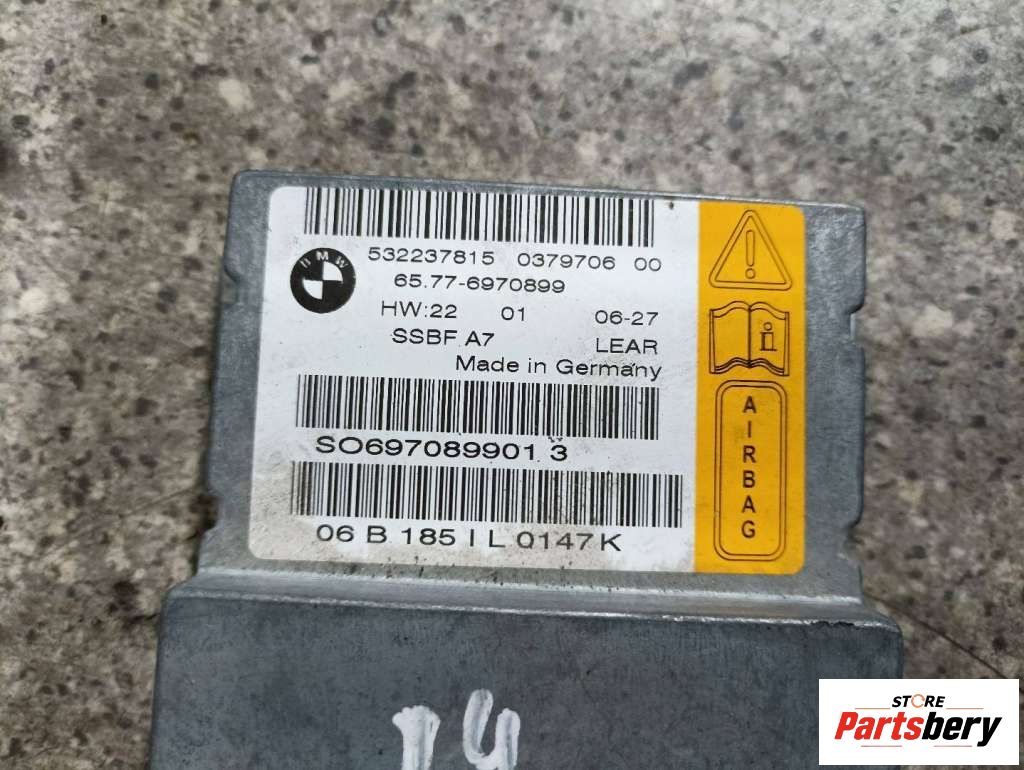 BMW
532237815 0379706 00
65.77-6970899
HW:22 01 06-27
SSBF A7 LEAR
Made in Germany
SO697089901 3
06 B 185 I L 0147 K
AIRBAG
14
STORE
Partsbery